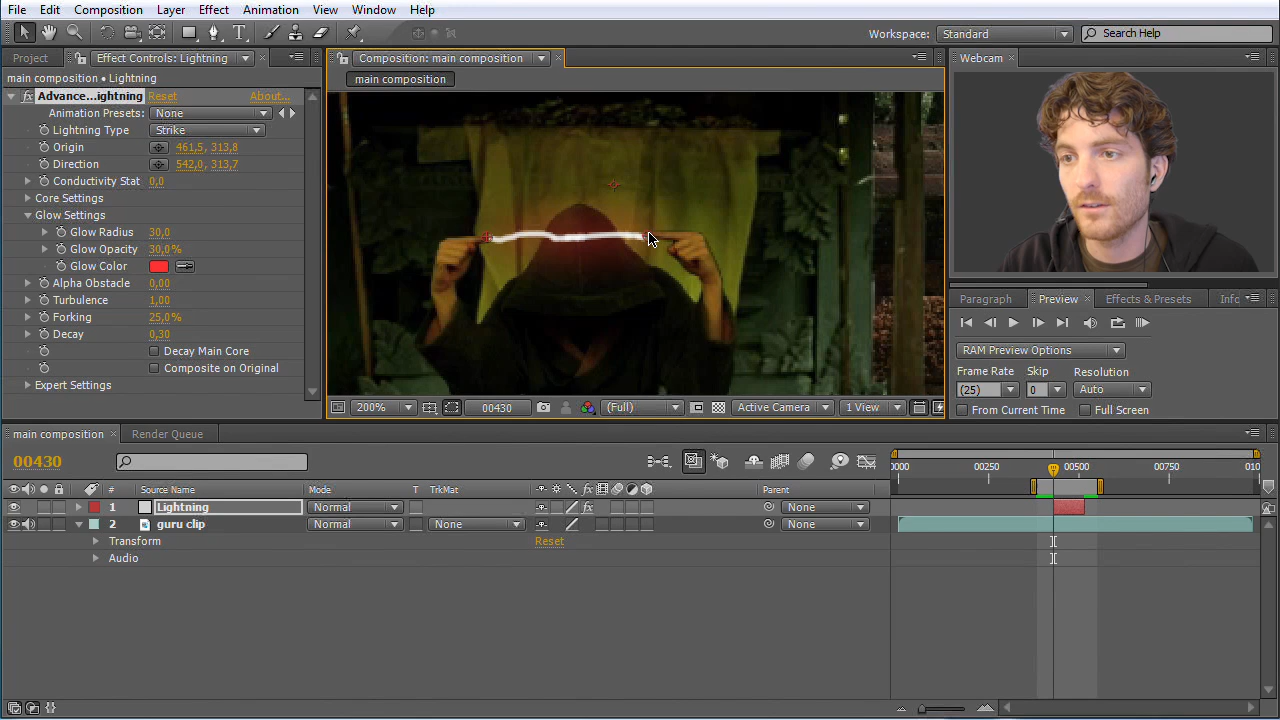 File Edit Composition Layer Effect Animation View Window Help
Workspace: Standard Search Help
Project Effect Controls: Lightning Composition: main composition Webcam
main composition • Lightning main composition
fx Advance...ightning Reset About...
Animation Presets: None
Lightning Type Strike
Origin 461,5, 313,8
Direction 542,0, 313,7
Conductivity Stat 0,0
Core Settings
Glow Settings
Glow Radius 30,0
Glow Opacity 30,0%
Glow Color
Alpha Obstacle 0,00
Turbulence 1,00
Forking 25,0%
Decay 0,30
Decay Main Core
Composite on Original
Expert Settings
200% 00430 (Full) Active Camera 1 View
Paragraph Preview Effects & Presets Info
RAM Preview Options
Frame Rate Skip Resolution
(25) 0 Auto
From Current Time Full Screen
main composition Render Queue
00430
0000 00250 00500 00750 010
# Source Name Mode T TrkMat fx Parent
1 Lightning Normal fx None
2 guru clip Normal None None
Transform Reset
Audio